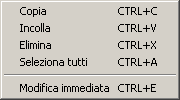 Copia CTRL+C
Incolla CTRL+V
Elimina CTRL+X
Seleziona tutti CTRL+A
Modifica immediata CTRL+E